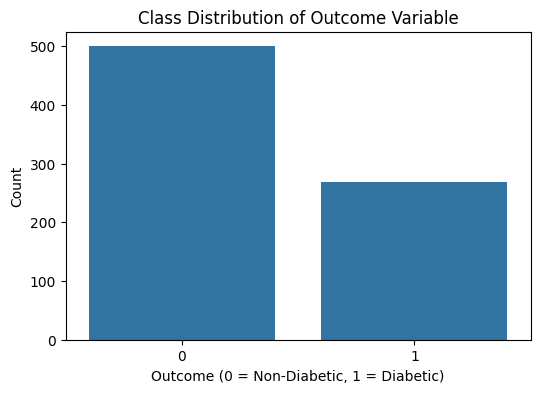 Class Distribution of Outcome Variable
500
400
300
200
100
0
Count
0
1
Outcome (0 = Non-Diabetic, 1 = Diabetic)